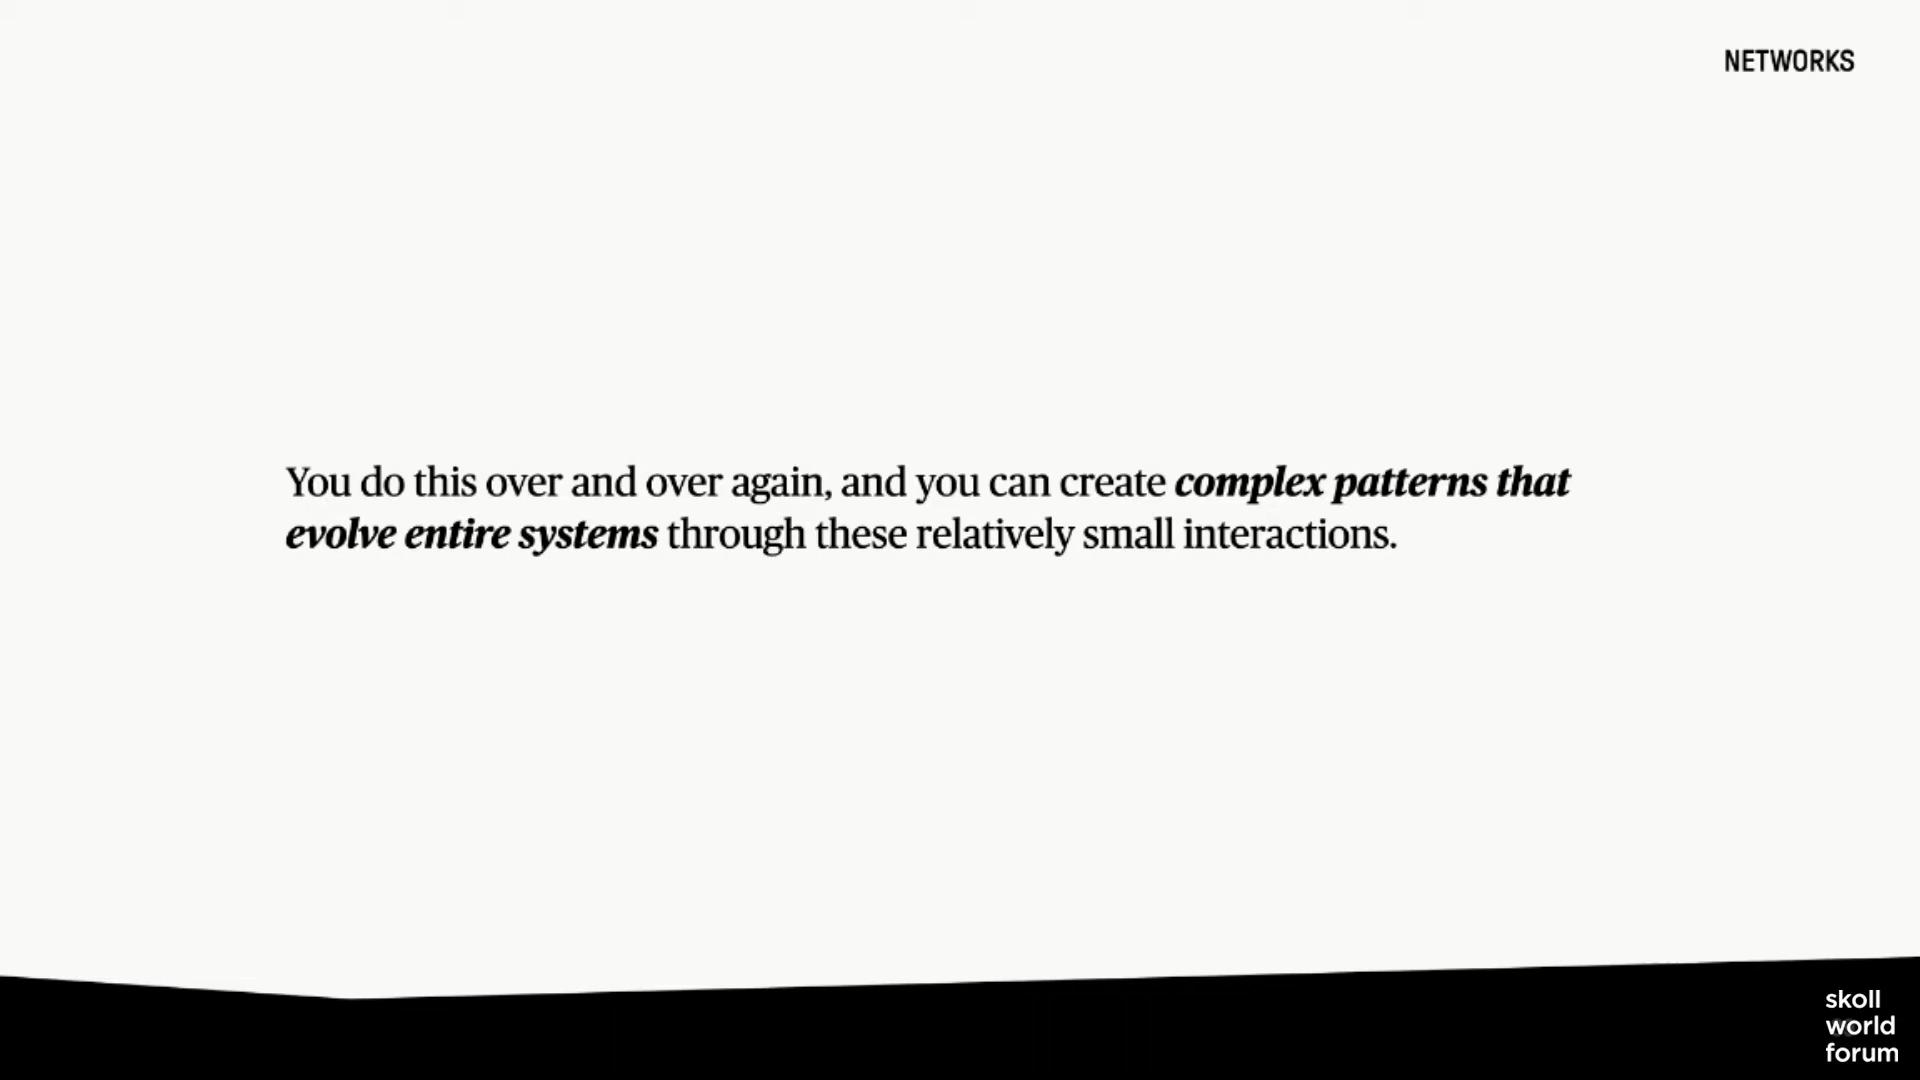 NETWORKS
You do this over and over again, and you can create complex patterns that
evolve entire systems through these relatively small interactions.
skoll
world
forum